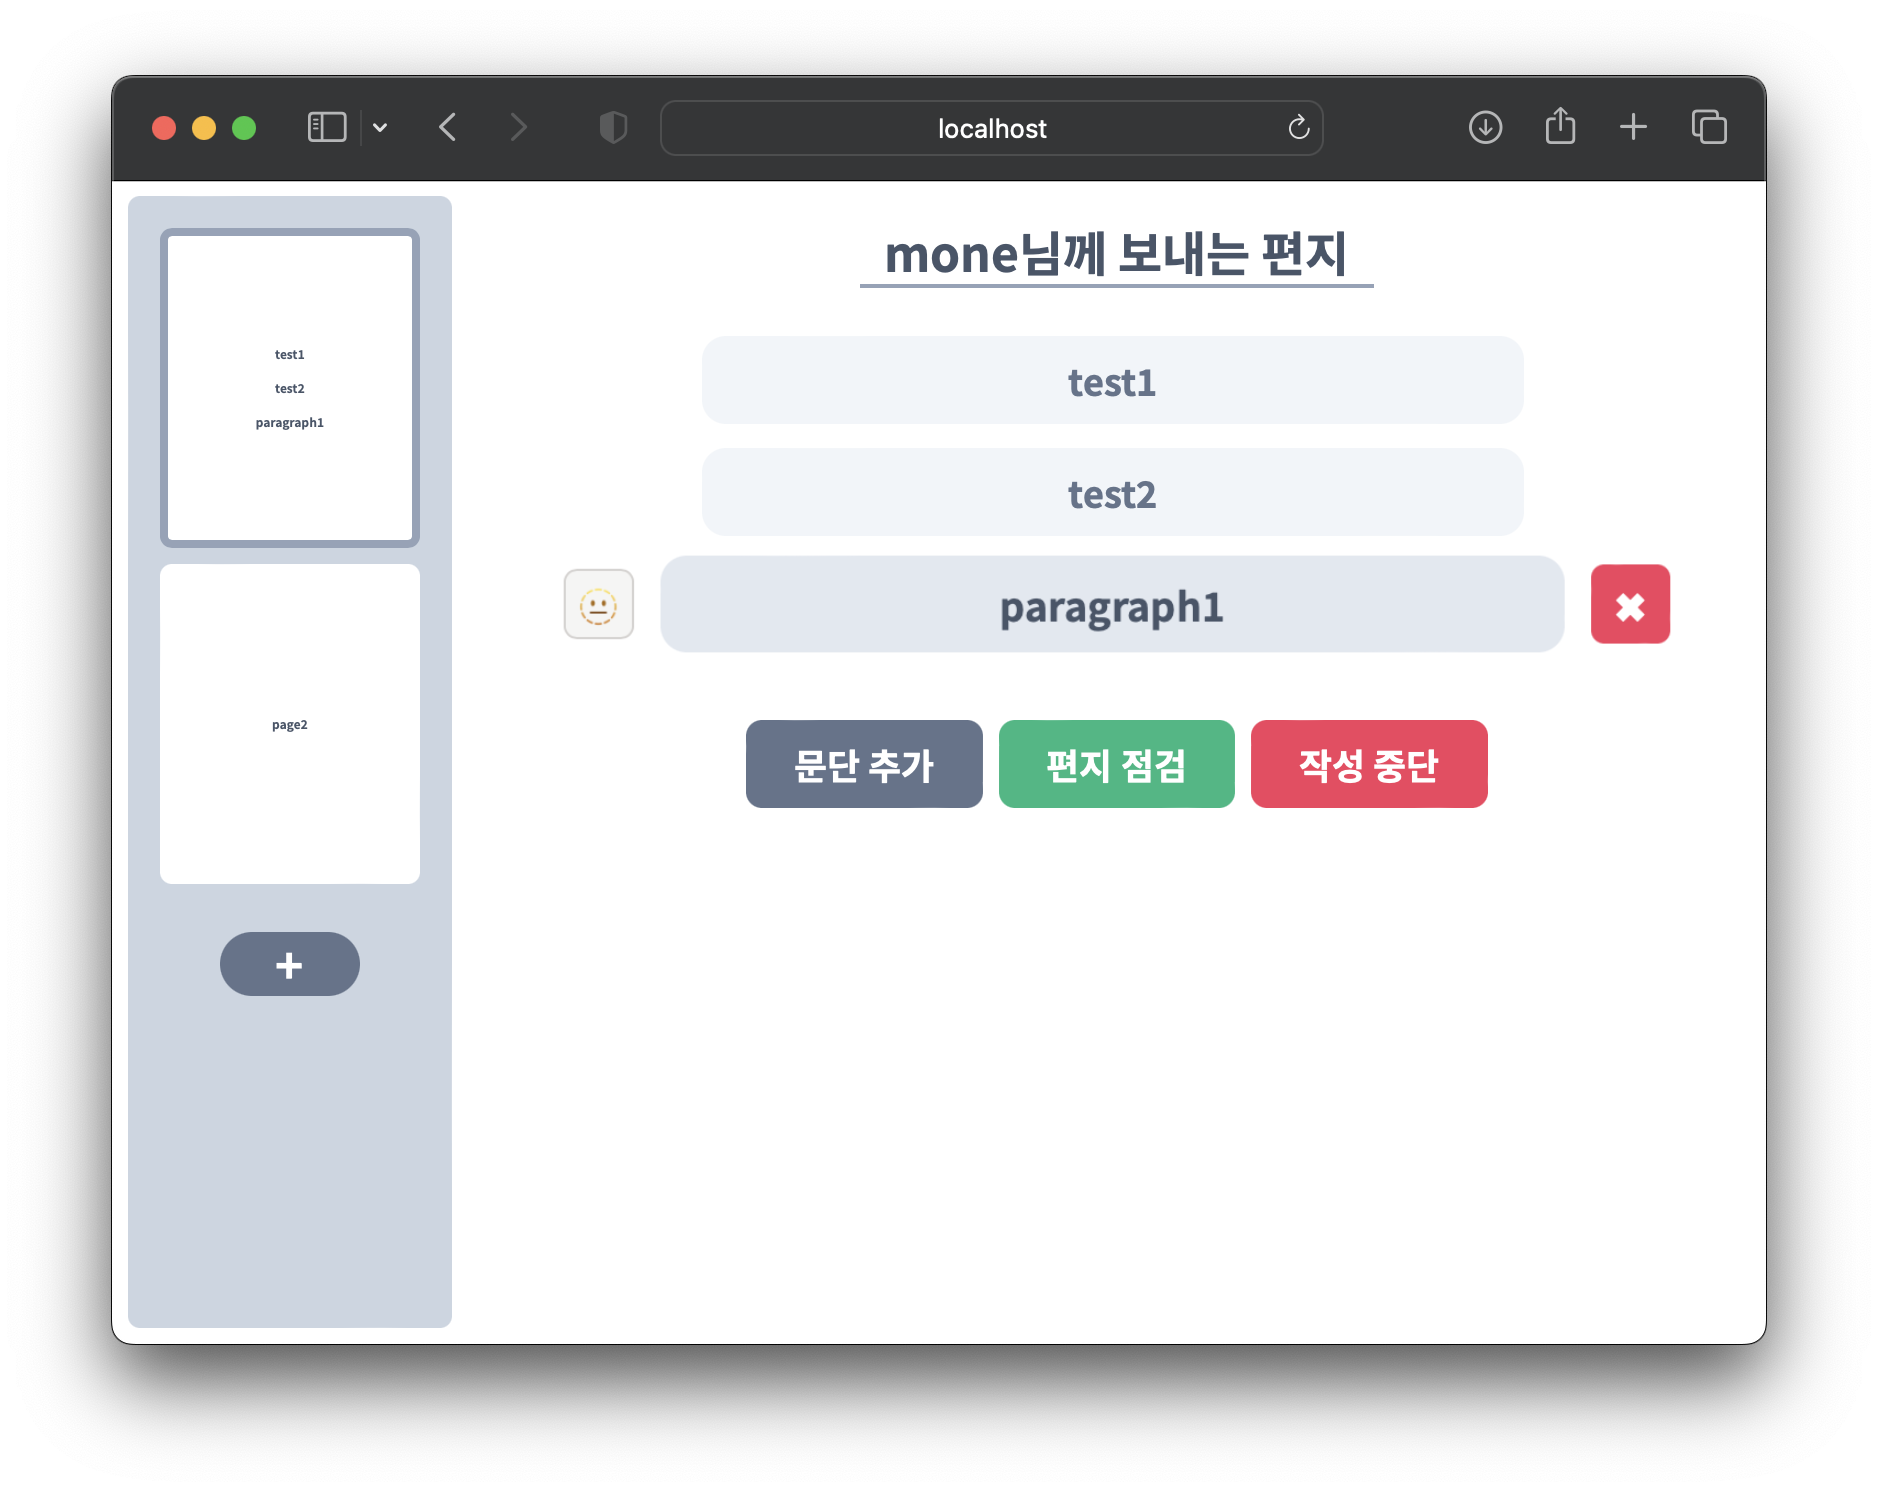 localhost
test1
test2
paragraph1
page2
+
mone님께 보내는 편지
test1
test2
paragraph1
문단 추가
편지 점검
작성 중단